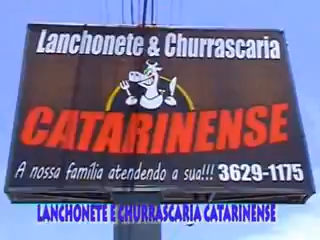 Lanchonete & Churrascaria
CATARINENSE
A nossa família atendendo a sua!!! 3629-1175
LANCHONETE E CHURRASCARIA CATARINENSE